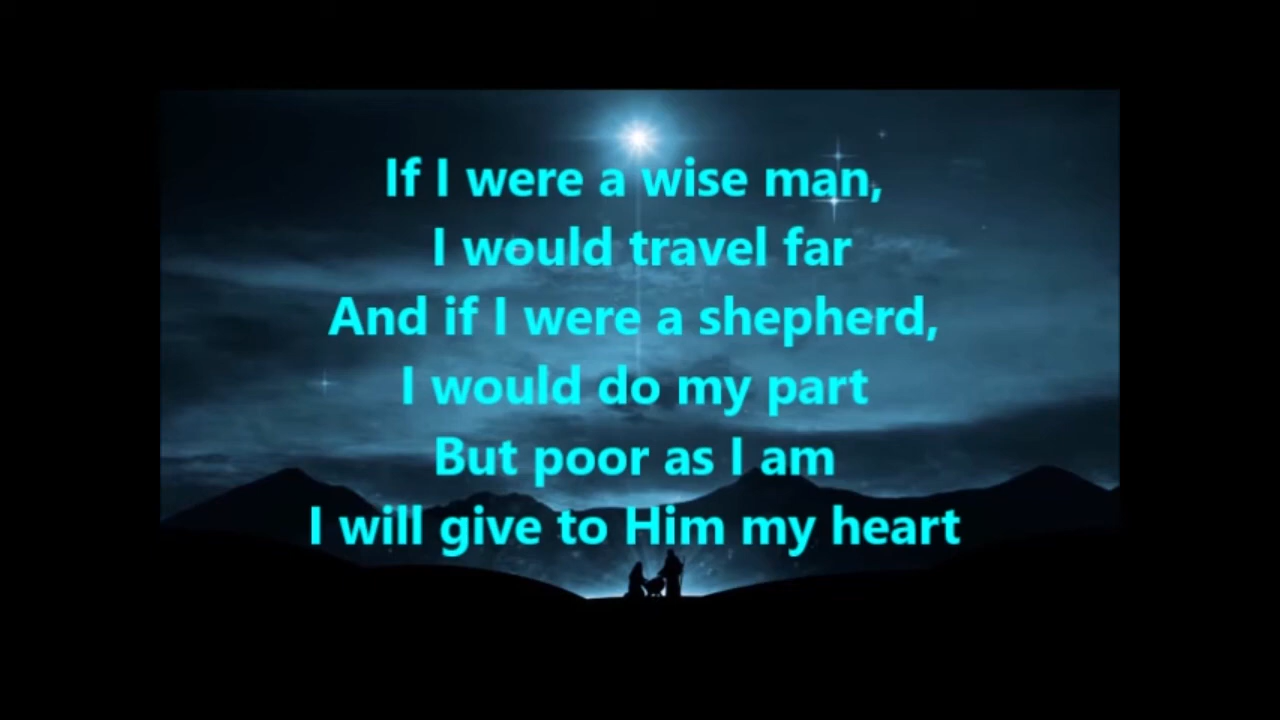 If I were a wise man,
I would travel far
And if I were a shepherd,
I would do my part
But poor as I am
I will give to Him my heart